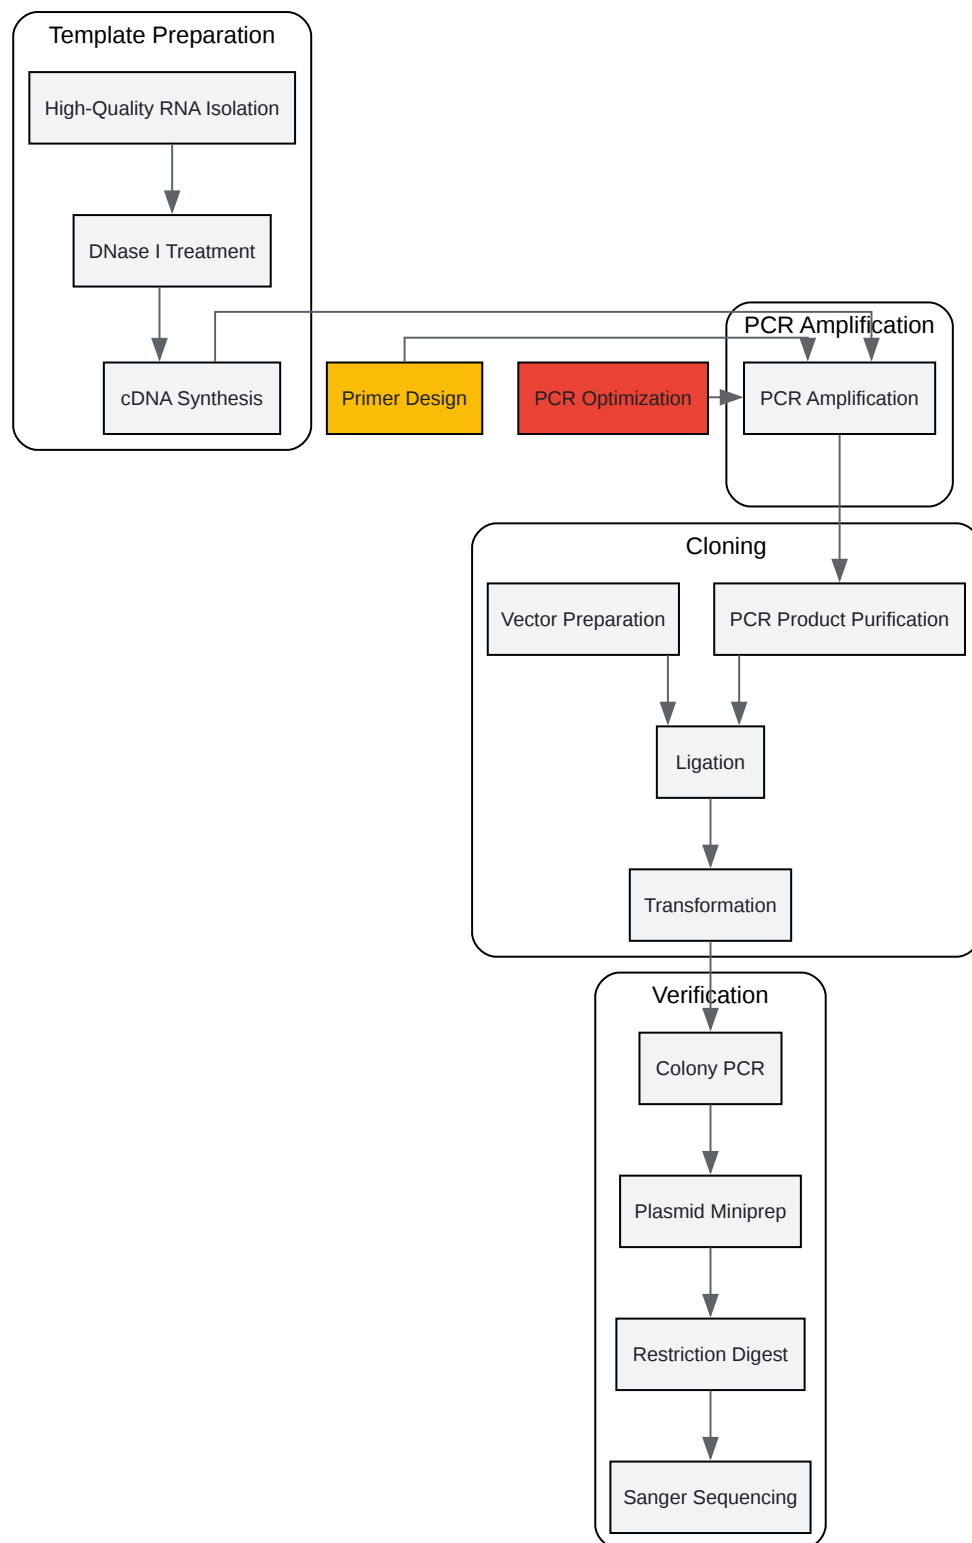 Template Preparation
High-Quality RNA Isolation
DNase I Treatment
cDNA Synthesis
Primer Design
PCR Optimization
PCR Amplification
PCR Amplification
Cloning
Vector Preparation
PCR Product Purification
Ligation
Transformation
Verification
Colony PCR
Plasmid Miniprep
Restriction Digest
Sanger Sequencing